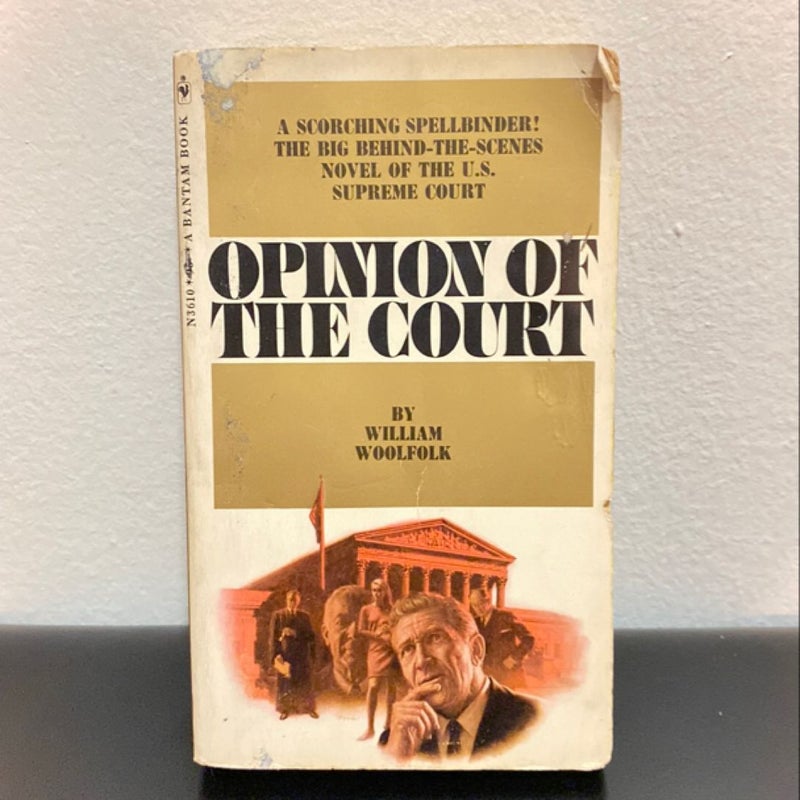 A SCORCHING SPELLBINDER!
THE BIG BEHIND-THE-SCENES
NOVEL OF THE U.S.
SUPREME COURT
OPINION OF
THE COURT
BY
WILLIAM
WOOLFOLK
N3610 * * A BANTAM BOOK